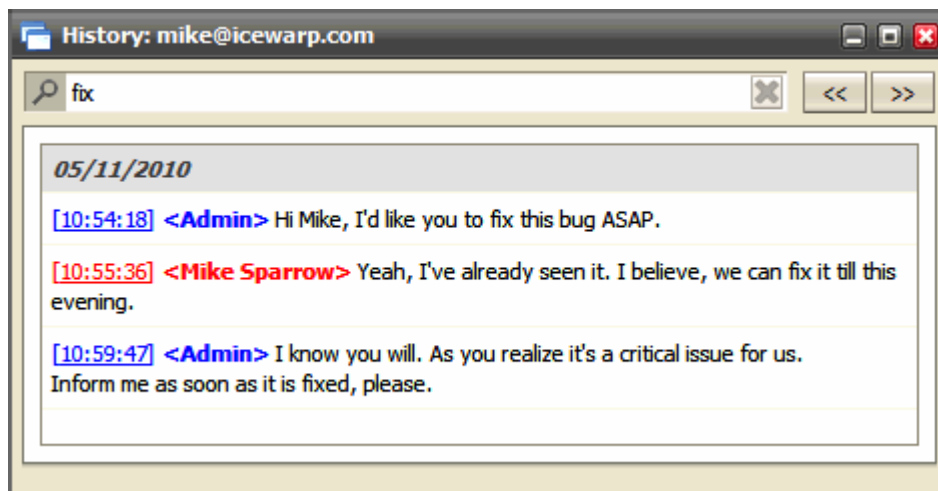 History: mike@icewarp.com
fix
<< >>
05/11/2010
[10:54:18] <Admin> Hi Mike, I'd like you to fix this bug ASAP.
[10:55:36] <Mike Sparrow> Yeah, I've already seen it. I believe, we can fix it till this
evening.
[10:59:47] <Admin> I know you will. As you realize it's a critical issue for us.
Inform me as soon as it is fixed, please.